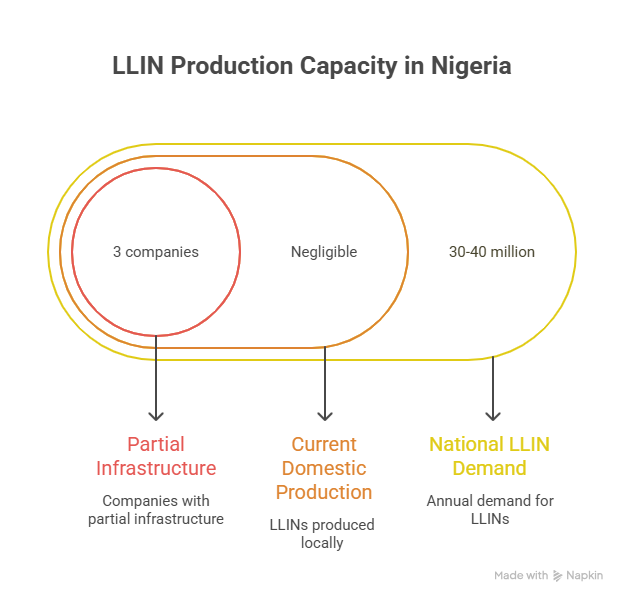 LLIN Production Capacity in Nigeria
3 companies
Negligible
30-40 million
Partial
Infrastructure
Companies with
partial infrastructure
Current
Domestic
Production
LLINs produced
locally
National LLIN
Demand
Annual demand for
LLINs
Made with Napkin